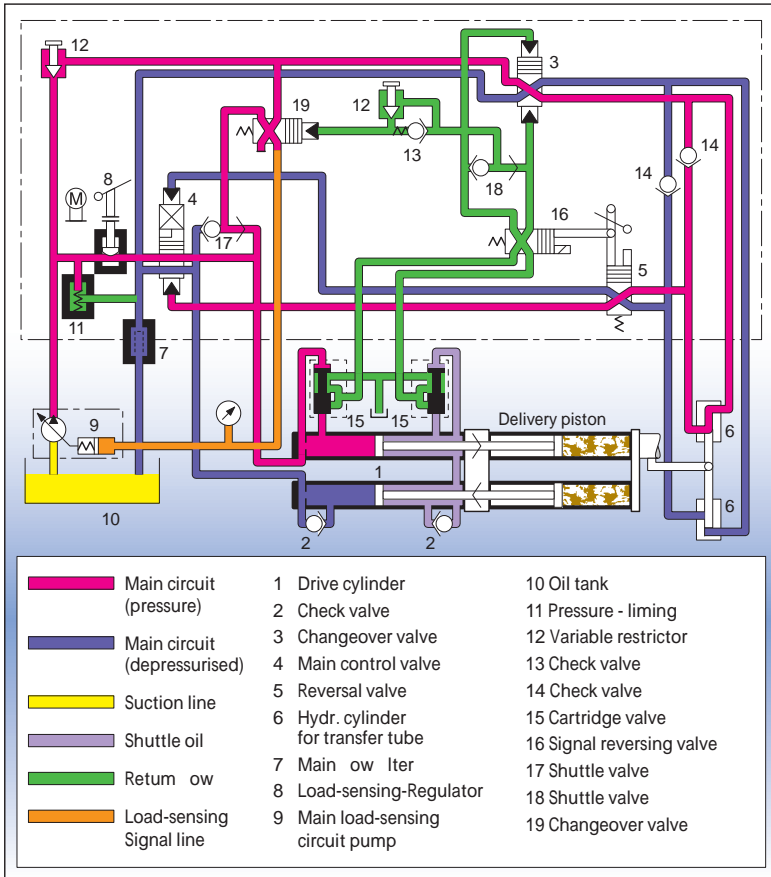 12
3
19
12
13
14
14
8
M
4
18
16
17
5
11
7
15
15
Delivery piston
9
6
1
10
2
2
6
Main circuit
(pressure)
Main circuit
(depressurised)
Suction line
Shuttle oil
Retum ow
Load-sensing
Signal line
1 Drive cylinder
2 Check valve
3 Changeover valve
4 Main control valve
5 Reversal valve
6 Hydr. cylinder
for transfer tube
7 Main ow lter
8 Load-sensing-Regulator
9 Main load-sensing
circuit pump
10 Oil tank
11 Pressure - liming
12 Variable restrictor
13 Check valve
14 Check valve
15 Cartridge valve
16 Signal reversing valve
17 Shuttle valve
18 Shuttle valve
19 Changeover valve